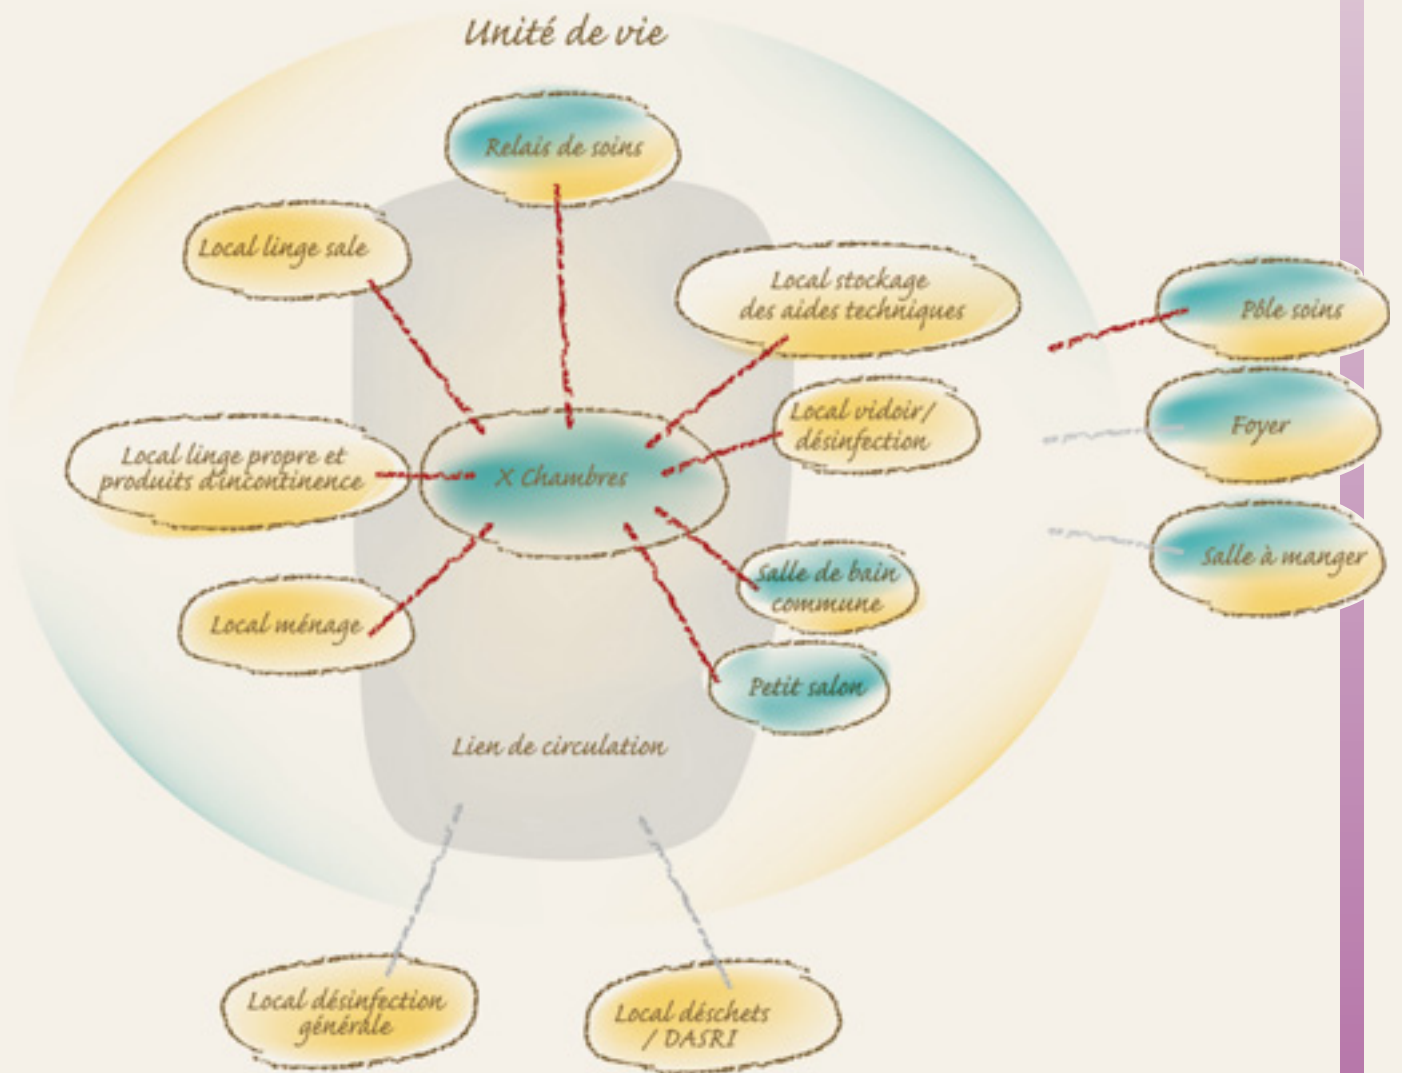 Unité de vie
Relais de soins
Local linge sale
Local stockage
des aides techniques
Pôle soins
Local vidoir/
désinfection
Foyer
Local linge propre et
produits d'incontinence
X Chambres
Salle à manger
Salle de bain
commune
Local ménage
Petit salon
Lien de circulation
Local désinfection
générale
Local déschets
/ DASRI